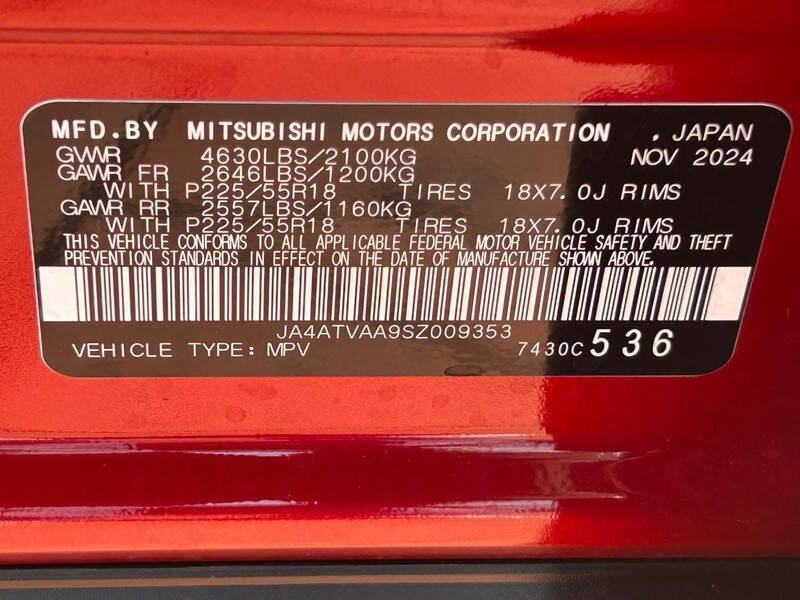 MFD.BY MITSUBISHI MOTORS CORPORATION , JAPAN
GVWR 4630LBS/2100KG NOV 2024
GAWR FR 2646LBS/1200KG
WITH P225/55R18 TIRES 18X7.0J RIMS
GAWR RR 2557LBS/1160KG
WITH P225/55R18 TIRES 18X7.0J RIMS
THIS VEHICLE CONFORMS TO ALL APPLICABLE FEDERAL MOTOR VEHICLE SAFETY AND THEFT
PREVENTION STANDARDS IN EFFECT ON THE DATE OF MANUFACTURE SHOWN ABOVE.
JA4ATVAA9SZ009353
VEHICLE TYPE: MPV 7430C 536